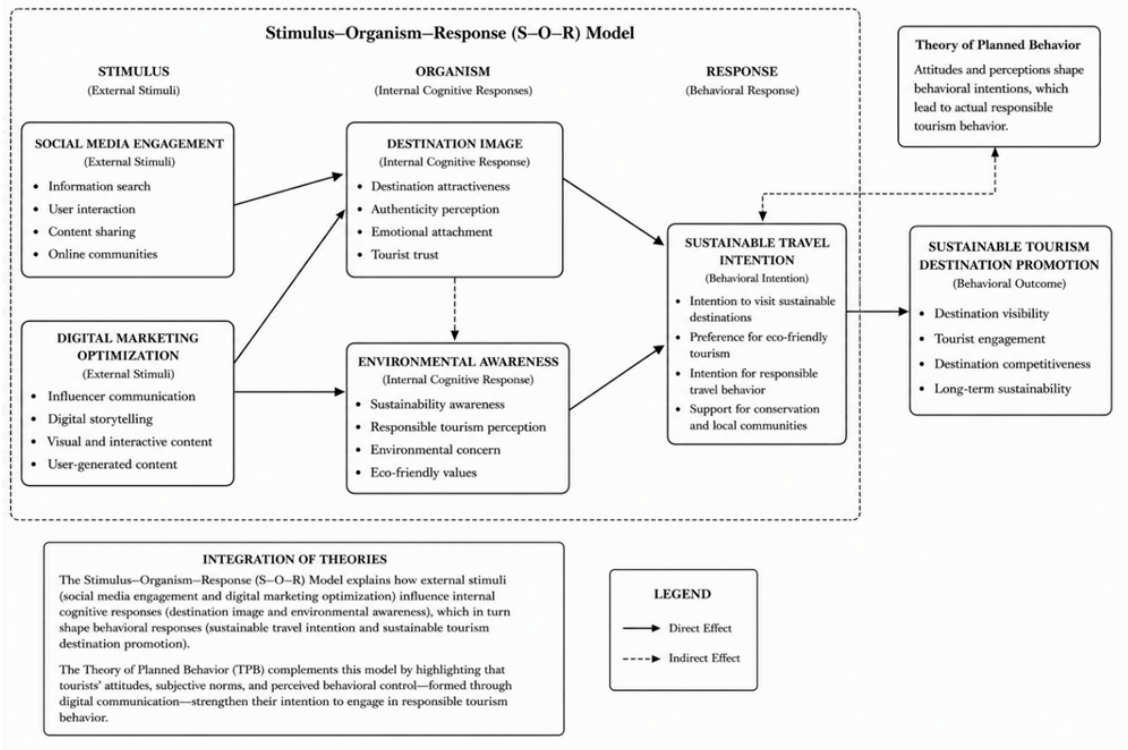 Stimulus–Organism–Response (S–O–R) Model
STIMULUS
(External Stimuli)
SOCIAL MEDIA ENGAGEMENT
(External Stimuli)
• Information search
• User interaction
• Content sharing
• Online communities
DIGITAL MARKETING
OPTIMIZATION
(External Stimuli)
• Influencer communication
• Digital storytelling
• Visual and interactive content
• User-generated content
ORGANISM
(Internal Cognitive Responses)
DESTINATION IMAGE
(Internal Cognitive Response)
• Destination attractiveness
• Authenticity perception
• Emotional attachment
• Tourist trust
ENVIRONMENTAL AWARENESS
(Internal Cognitive Response)
• Sustainability awareness
• Responsible tourism perception
• Environmental concern
• Eco-friendly values
RESPONSE
(Behavioral Response)
SUSTAINABLE TRAVEL
INTENTION
(Behavioral Intention)
• Intention to visit sustainable
destinations
• Preference for eco-friendly
tourism
• Intention for responsible
travel behavior
• Support for conservation
and local communities
Theory of Planned Behavior
Attitudes and perceptions shape
behavioral intentions, which
lead to actual responsible
tourism behavior.
SUSTAINABLE TOURISM
DESTINATION PROMOTION
(Behavioral Outcome)
• Destination visibility
• Tourist engagement
• Destination competitiveness
• Long-term sustainability
INTEGRATION OF THEORIES
The Stimulus–Organism–Response (S–O–R) Model explains how external stimuli
(social media engagement and digital marketing optimization) influence internal
cognitive responses (destination image and environmental awareness), which in turn
shape behavioral responses (sustainable travel intention and sustainable tourism
destination promotion).
The Theory of Planned Behavior (TPB) complements this model by highlighting that
tourists' attitudes, subjective norms, and perceived behavioral control—formed through
digital communication—strengthen their intention to engage in responsible tourism
behavior.
LEGEND
Direct Effect
Indirect Effect